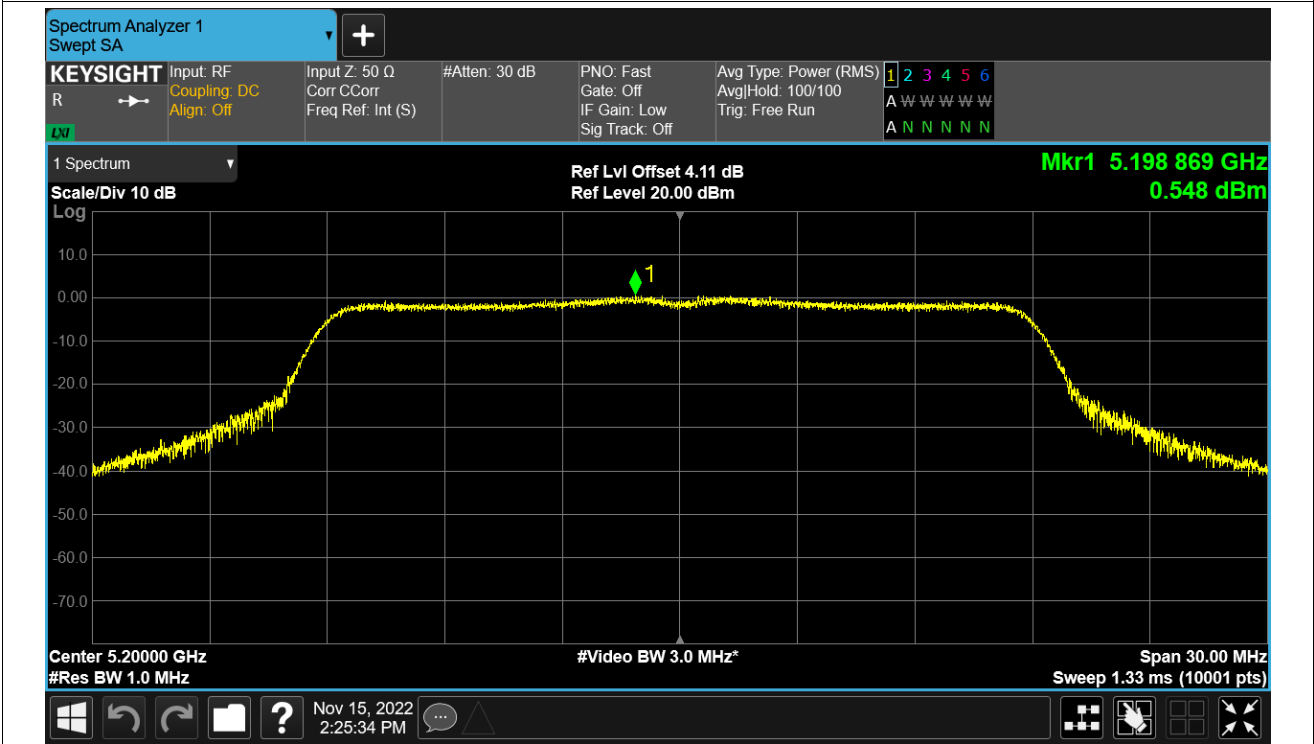 Spectrum Analyzer 1
Swept SA
KEYSIGHT
R
LXI
Input: RF
Coupling: DC
Align: Off
Input Z: 50 Ω
Corr CCorr
Freq Ref: Int (S)
#Atten: 30 dB
PNO: Fast
Gate: Off
IF Gain: Low
Sig Track: Off
Avg Type: Power (RMS)
Avg|Hold: 100/100
Trig: Free Run
1 2 3 4 5 6
A W W W W W
A N N N N N
1 Spectrum
Scale/Div 10 dB
Log
Ref Lvl Offset 4.11 dB
Ref Level 20.00 dBm
Mkr1 5.198 869 GHz
0.548 dBm
10.0
0.00
-10.0
-20.0
-30.0
-40.0
-50.0
-60.0
-70.0
1
Center 5.20000 GHz
#Res BW 1.0 MHz
#Video BW 3.0 MHz*
Span 30.00 MHz
Sweep 1.33 ms (10001 pts)
?
Nov 15, 2022
2:25:34 PM